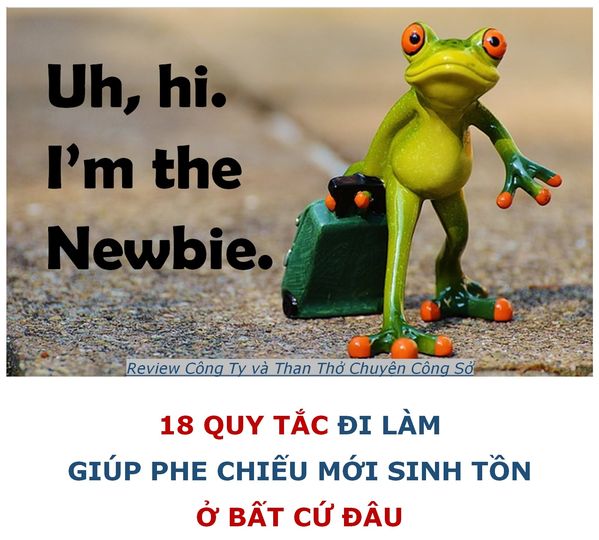 Uh, hi.
I'm the
Newbie.
Review Công Ty và Than Thở Chuyên Công Sở
18 QUY TẮC ĐI LÀM
GIÚP PHE CHIẾU MỚI SINH TỒN
Ở BẤT CỨ ĐÂU